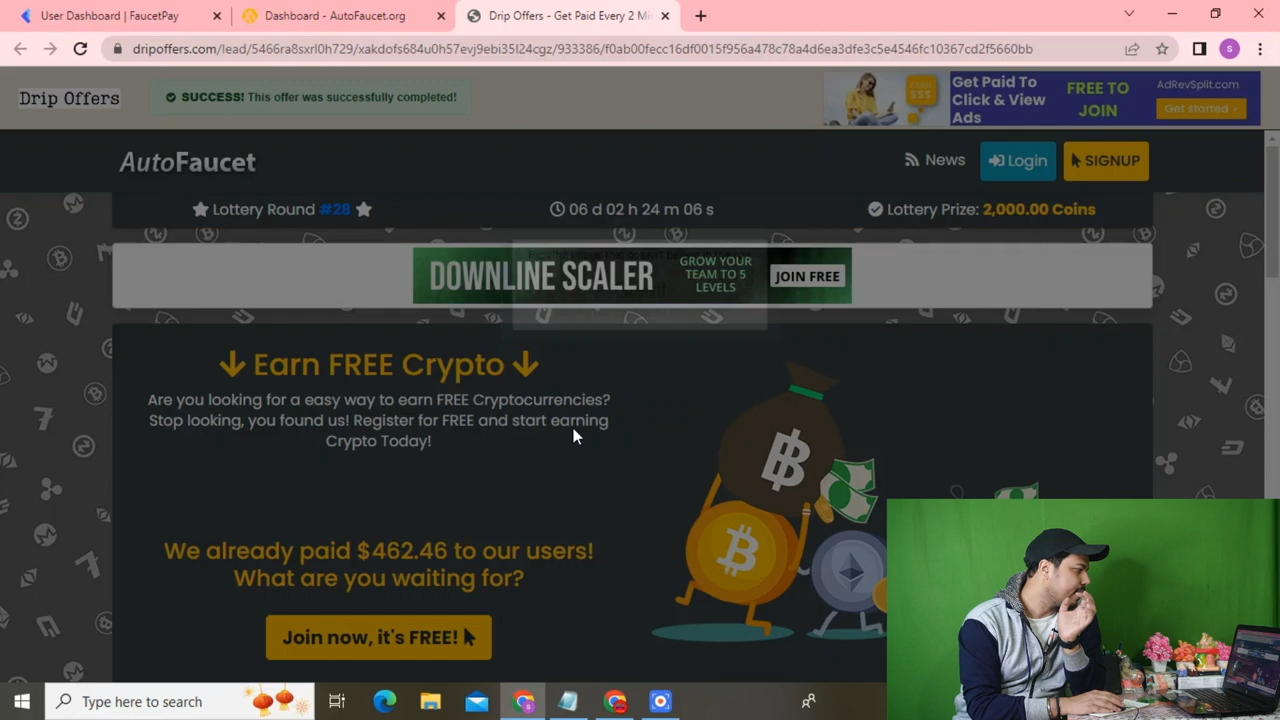 User Dashboard | FaucetPay
Dashboard - AutoFaucet.org
Drip Offers - Get Paid Every 2 Mi
dripoffers.com/lead/5466ra8sxrl0h729/xakdofs684u0h57evj9ebi35l24cgz/933386/f0ab00fecc16df0015f956a478c78a4d6ea3dfe3c5e4546fc10367cd2f5660bb
S
Drip Offers
SUCCESS! This offer was successfully completed!
Get Paid To
Click & View
Ads
FREE TO
JOIN
AdRevSplit.com
Get started >
AutoFaucet
News
Login
SIGNUP
Lottery Round #28
06 d 02 h 24 m 06 s
Lottery Prize: 2,000.00 Coins
DOWNLINE SCALER
GROW YOUR
TEAM TO 5
LEVELS
JOIN FREE
Earn FREE Crypto
Are you looking for a easy way to earn FREE Cryptocurrencies?
Stop looking, you found us! Register for FREE and start earning
Crypto Today!
We already paid $462.46 to our users!
What are you waiting for?
Join now, it's FREE!
Type here to search